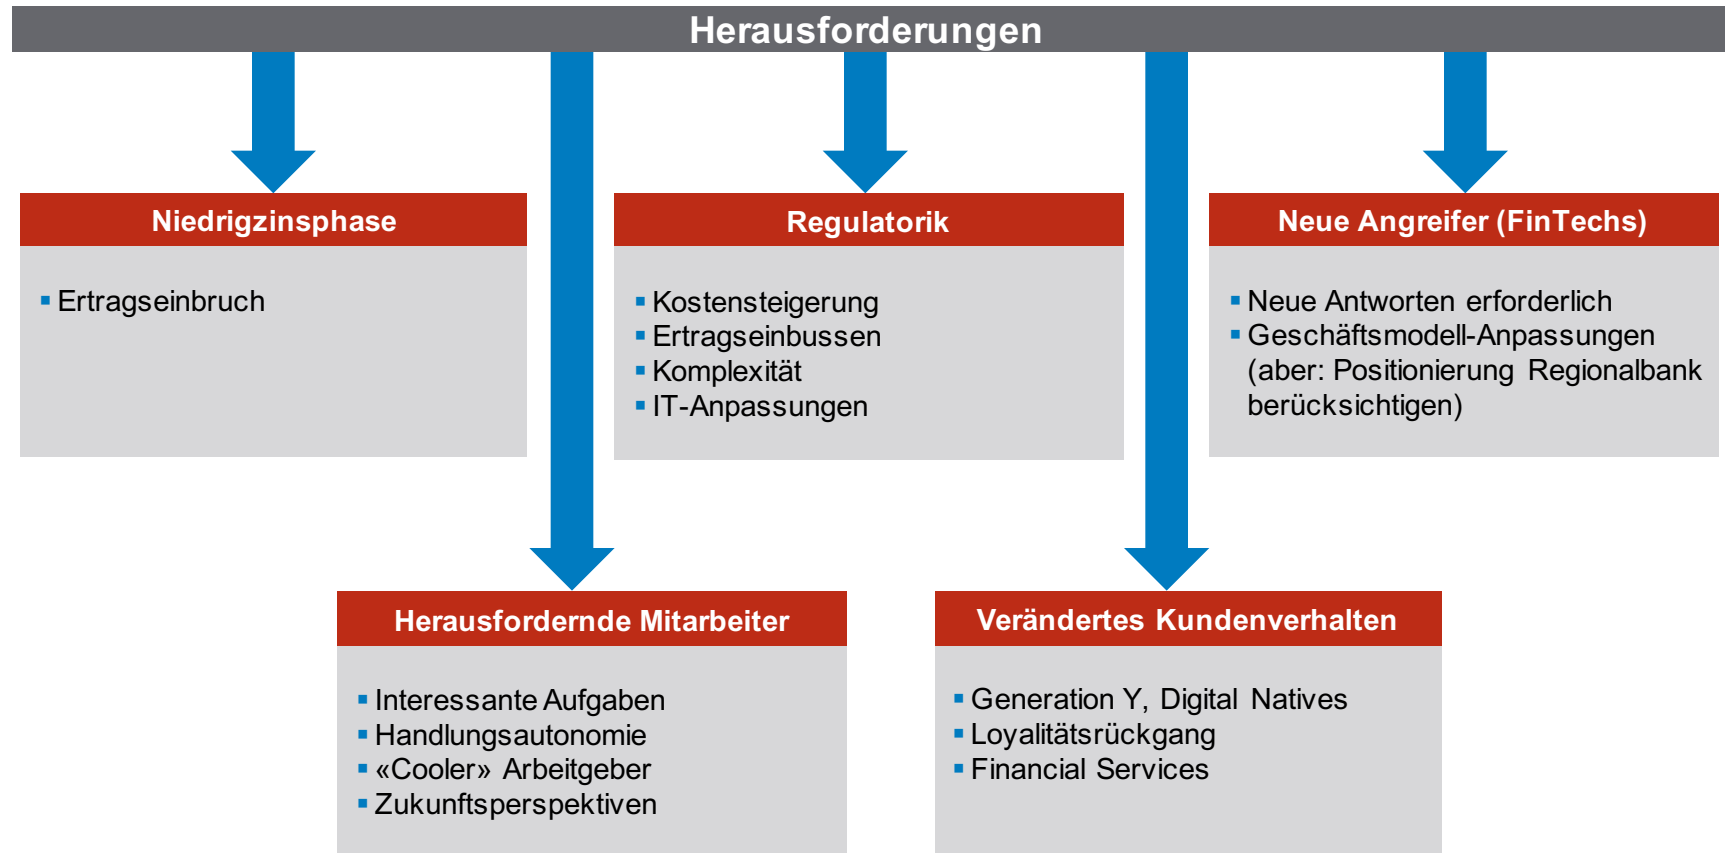 Herausforderungen
Niedrigzinsphase
▪ Ertragseinbruch
Regulatorik
▪ Kostensteigerung
▪ Ertragseinbussen
▪ Komplexität
▪ IT-Anpassungen
Neue Angreifer (FinTechs)
▪ Neue Antworten erforderlich
▪ Geschäftsmodell-Anpassungen
(aber: Positionierung Regionalbank
berücksichtigen)
Herausfordernde Mitarbeiter
▪ Interessante Aufgaben
▪ Handlungsautonomie
▪ «Cooler» Arbeitgeber
▪ Zukunftsperspektiven
Verändertes Kundenverhalten
▪ Generation Y, Digital Natives
▪ Loyalitätsrückgang
▪ Financial Services